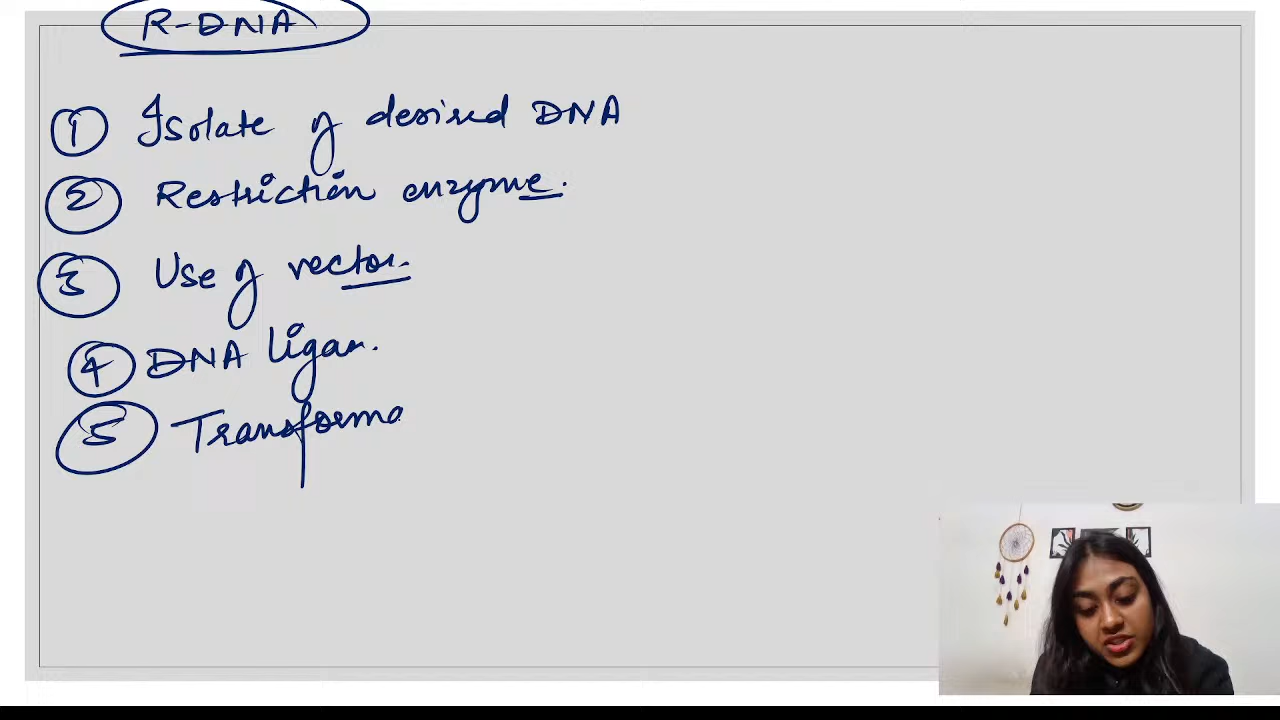 R-DNA
1 Isolate of desired DNA
2 Restriction enzyme.
3 Use of vector.
4 DNA Ligase.
5 Transforma